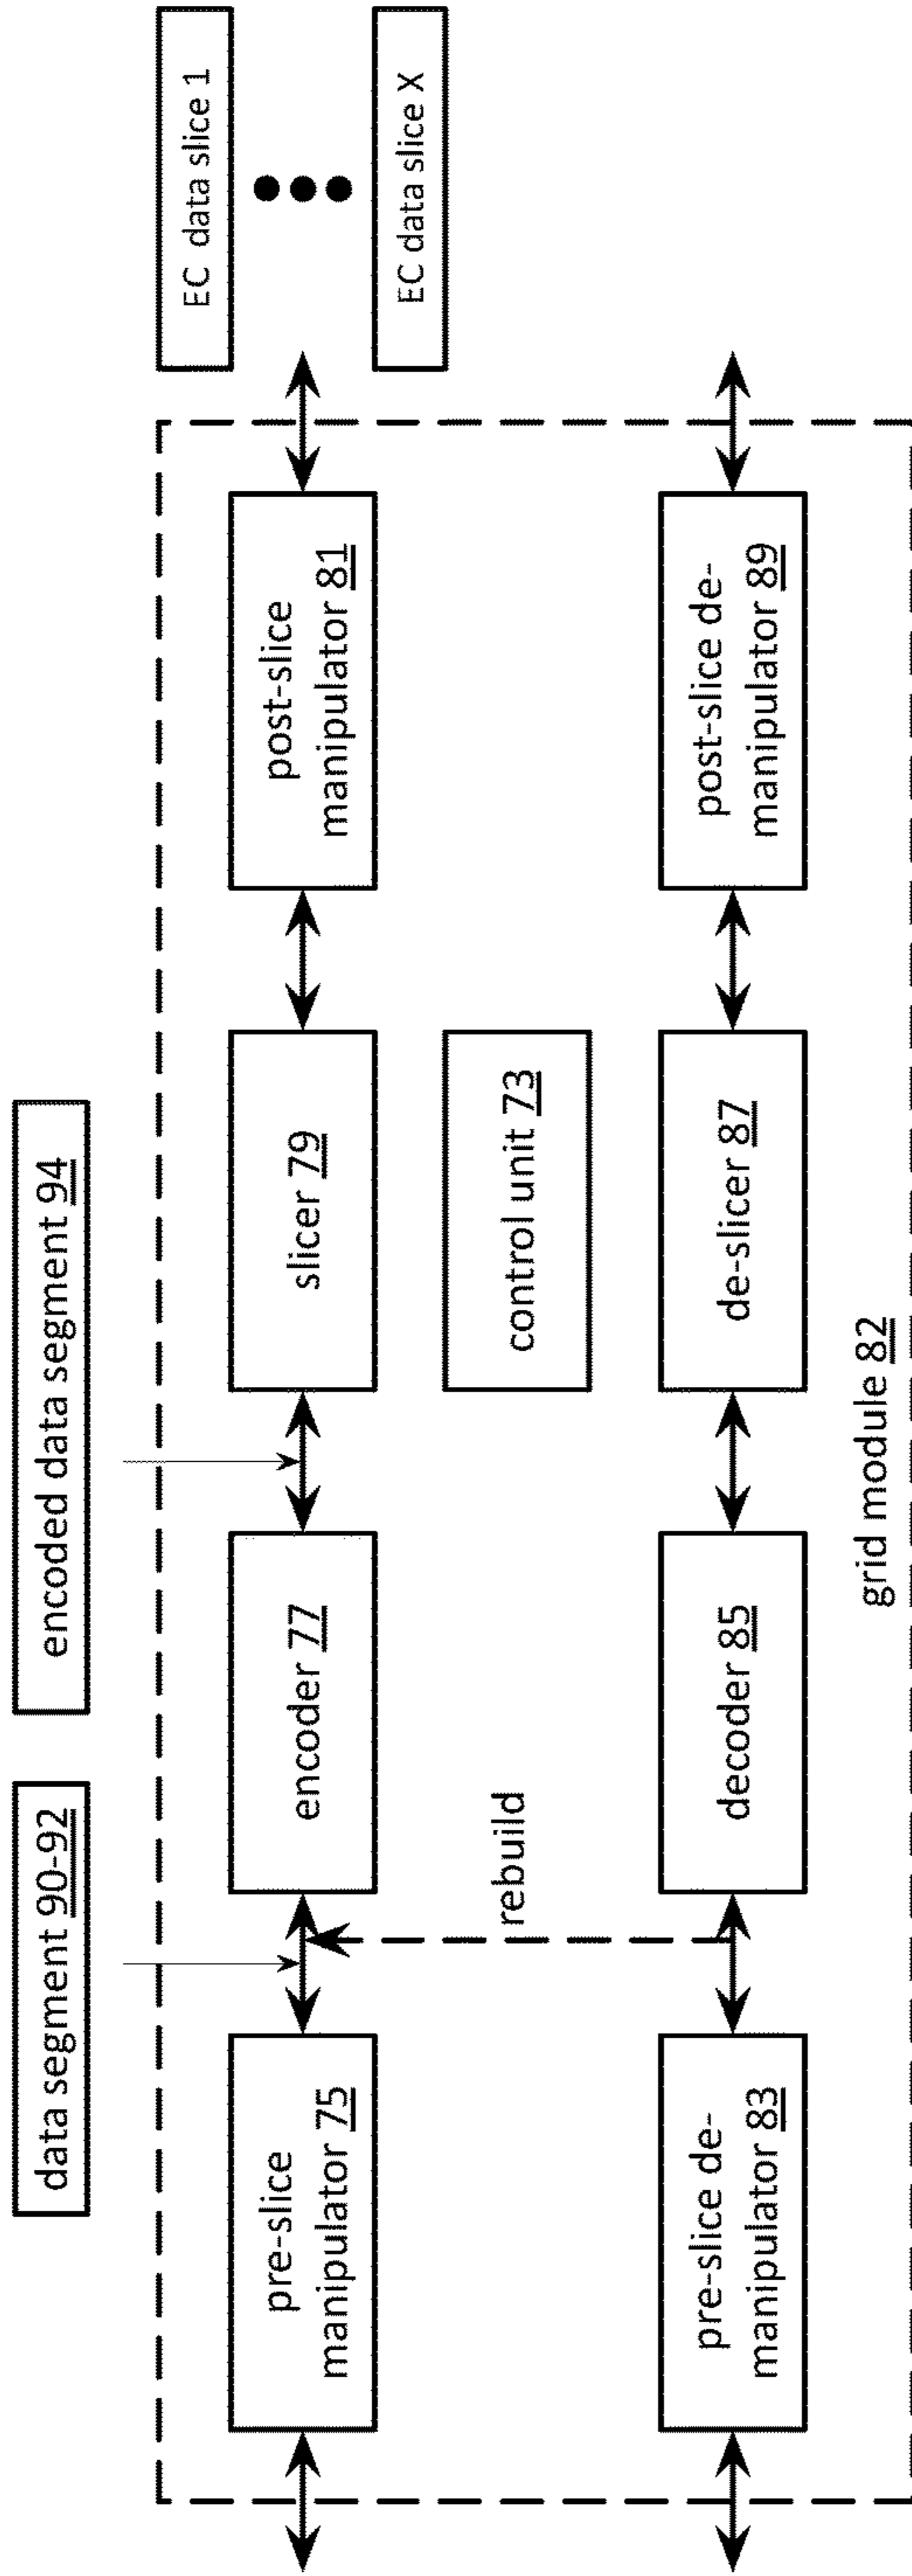 data segment 90-92
encoded data segment 94
EC data slice 1
EC data slice X
pre-slice
manipulator 75
encoder 77
slicer 79
post-slice
manipulator 81
rebuild
control unit 73
pre-slice de-
manipulator 83
decoder 85
de-slicer 87
post-slice de-
manipulator 89
grid module 82